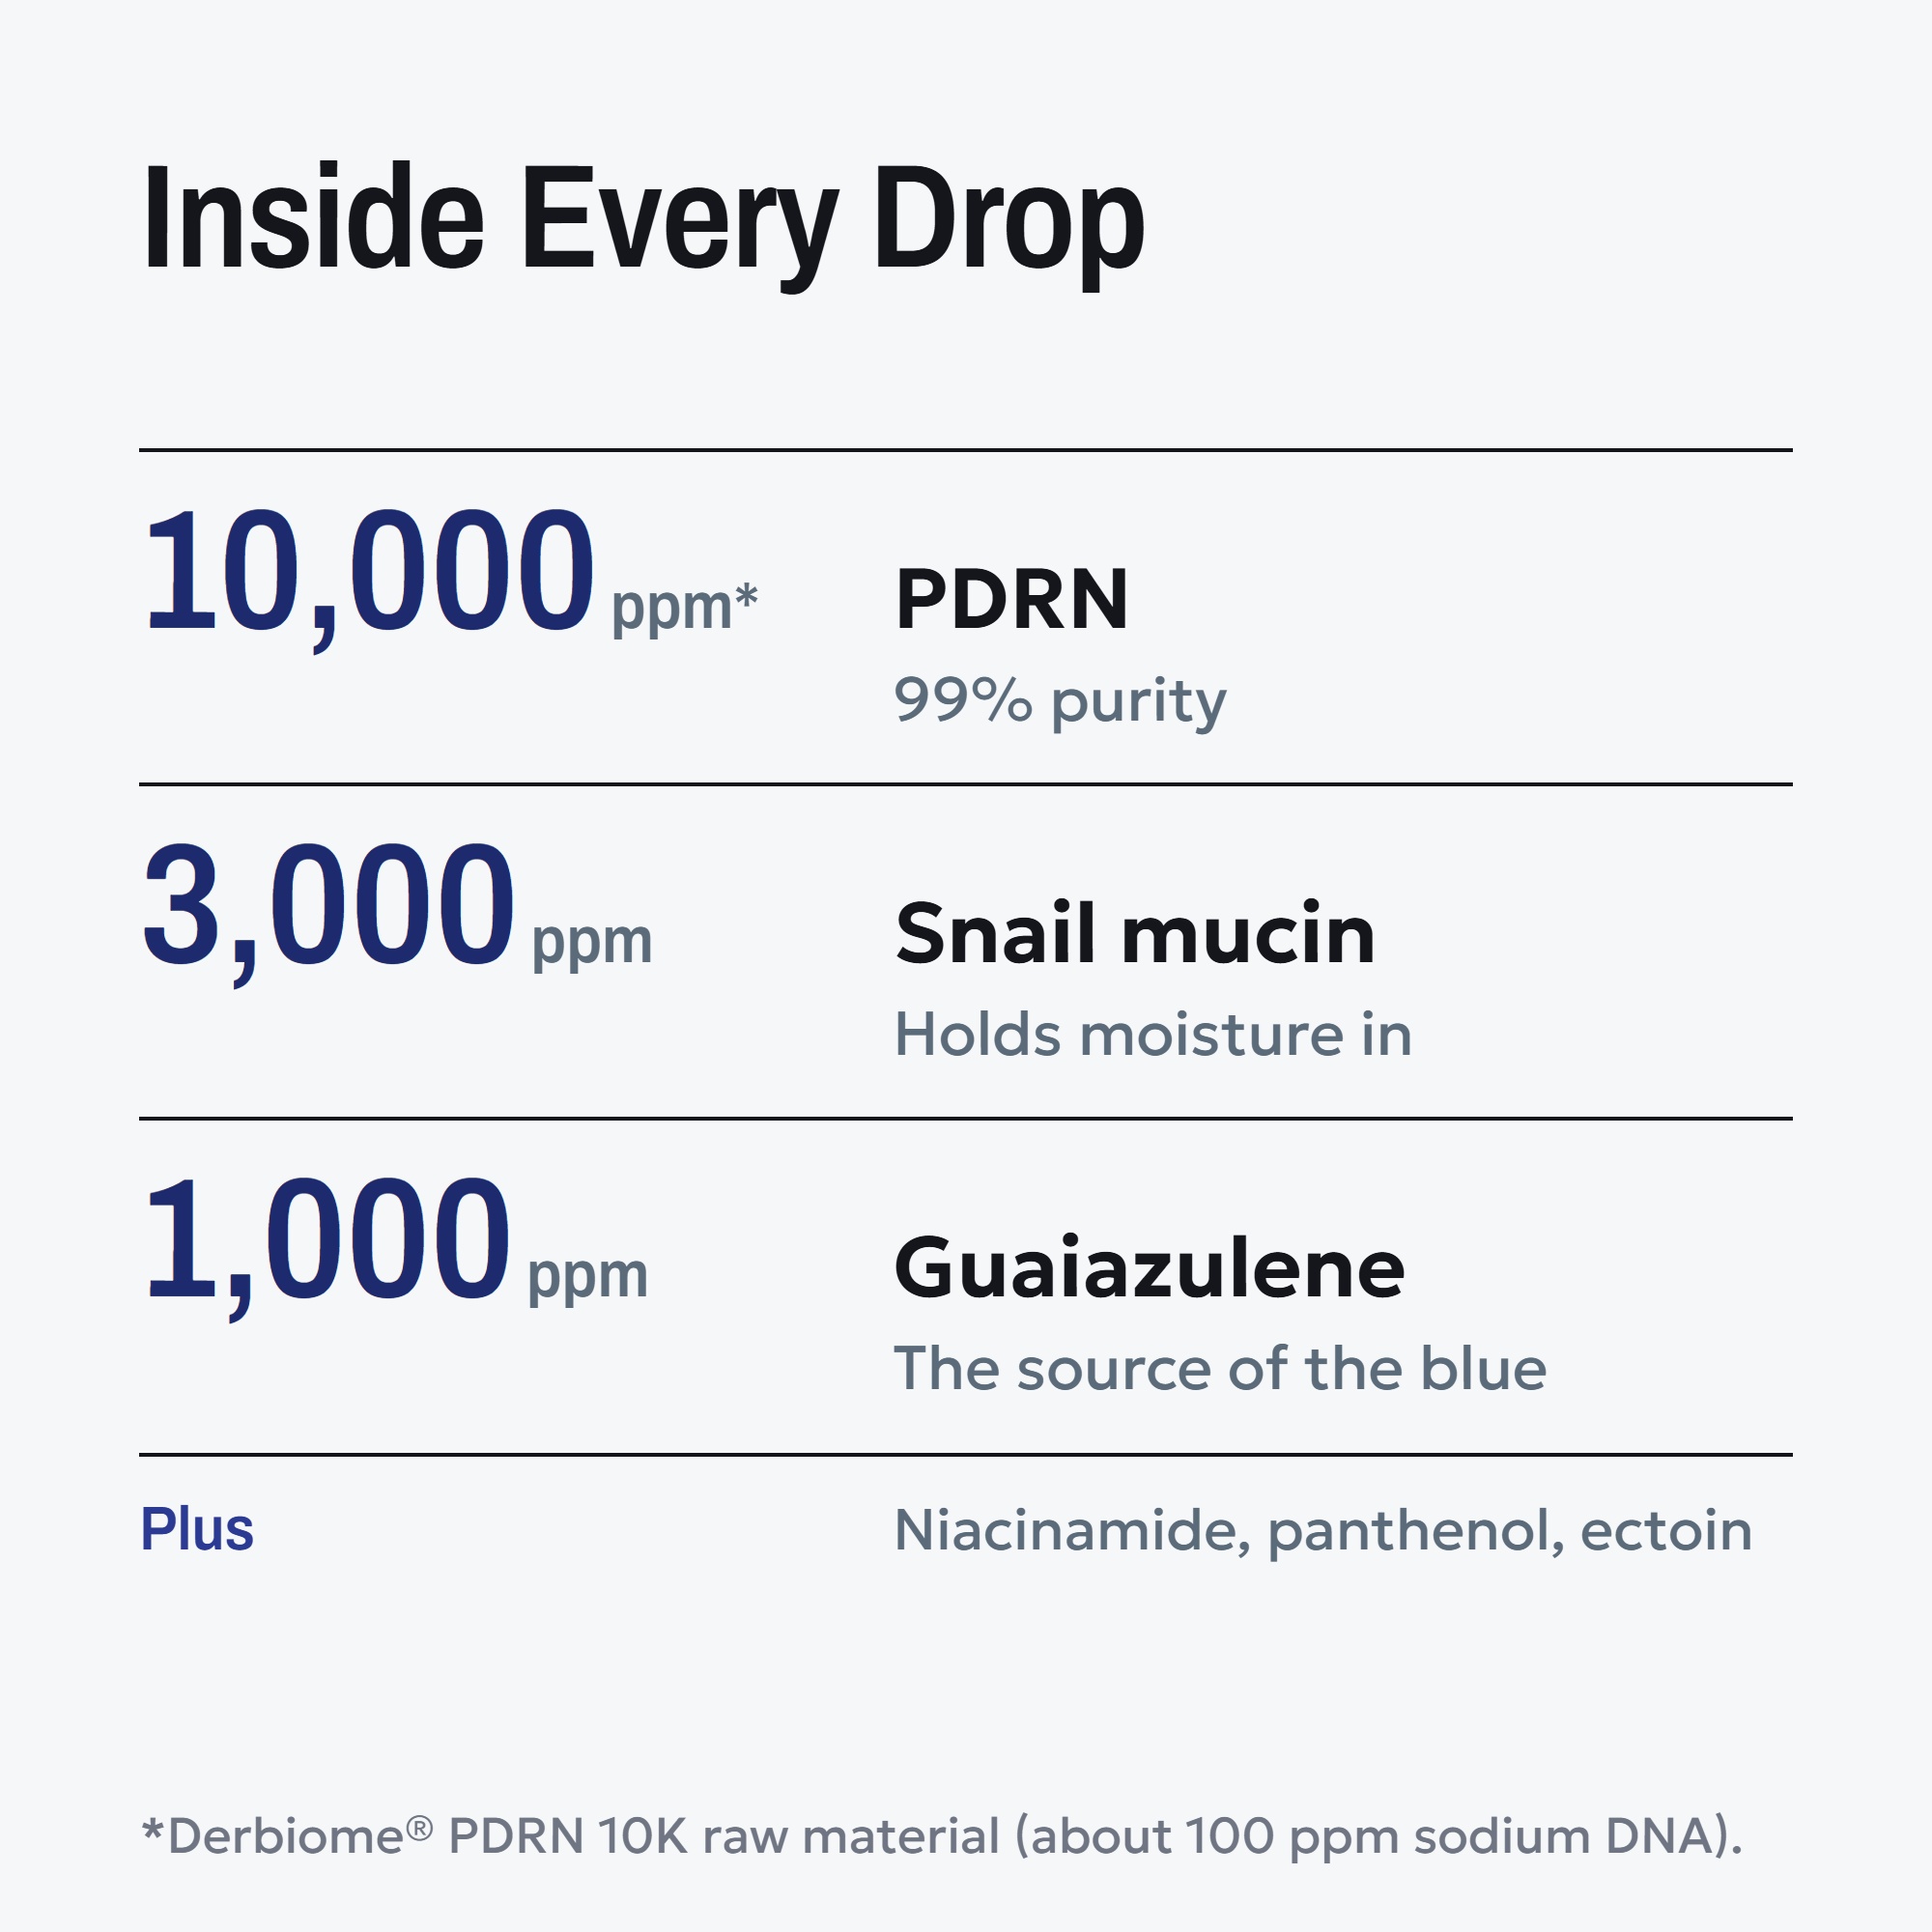 Inside Every Drop
10,000 ppm* PDRN
99% purity
3,000 ppm Snail mucin
Holds moisture in
1,000 ppm Guaiazulene
The source of the blue
Plus Niacinamide, panthenol, ectoin
*Derbiome® PDRN 10K raw material (about 100 ppm sodium DNA).